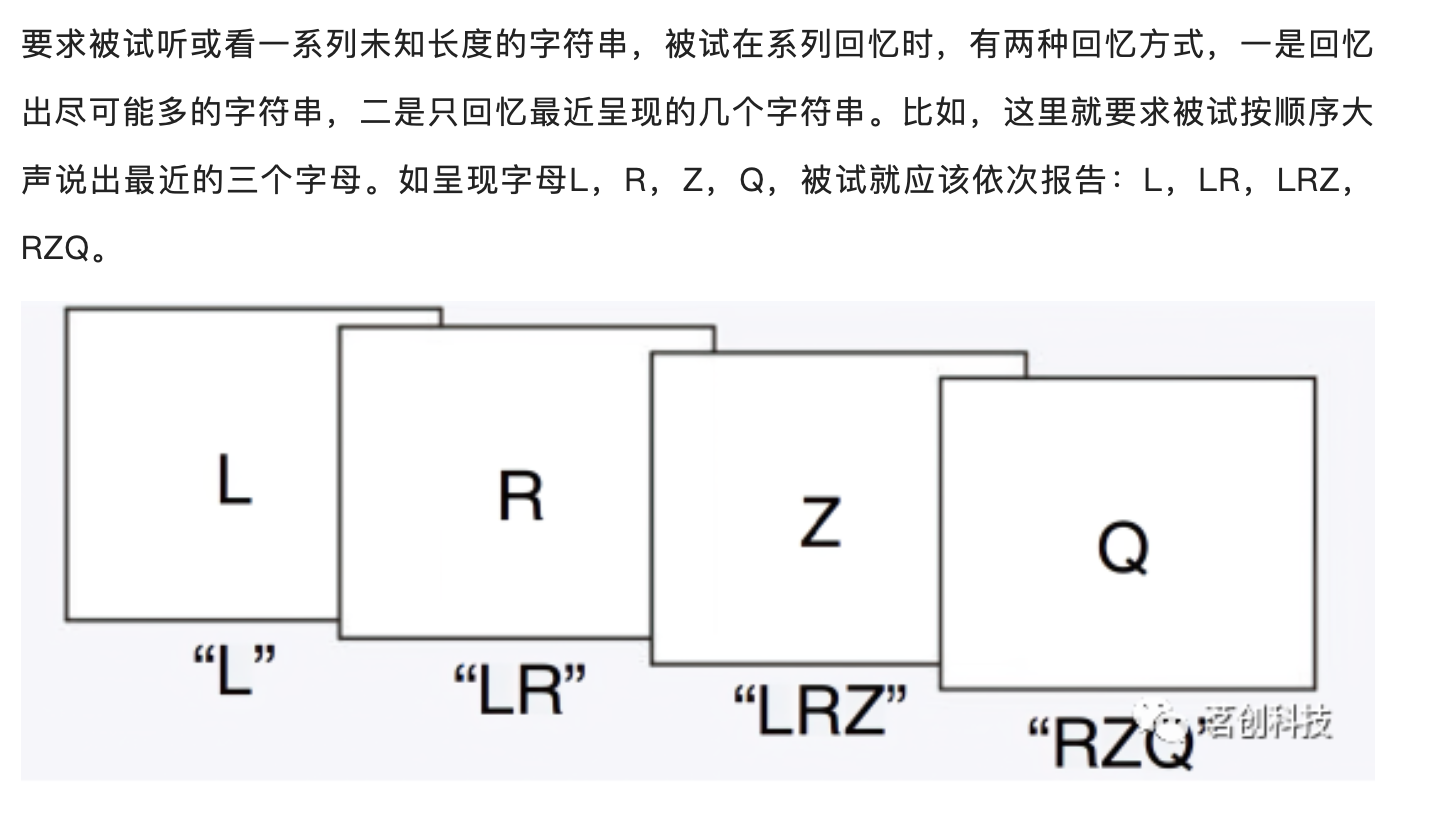 要求被试听或看一系列未知长度的字符串，被试在系列回忆时，有两种回忆方式，一是回忆
出尽可能多的字符串，二是只回忆最近呈现的几个字符串。比如，这里就要求被试按顺序大
声说出最近的三个字母。如呈现字母L，R，Z，Q，被试就应该依次报告：L，LR，LRZ，
RZQ。
L
R
Z
Q
“L”
“LR”
“LRZ”
“RZQ”
茗创科技